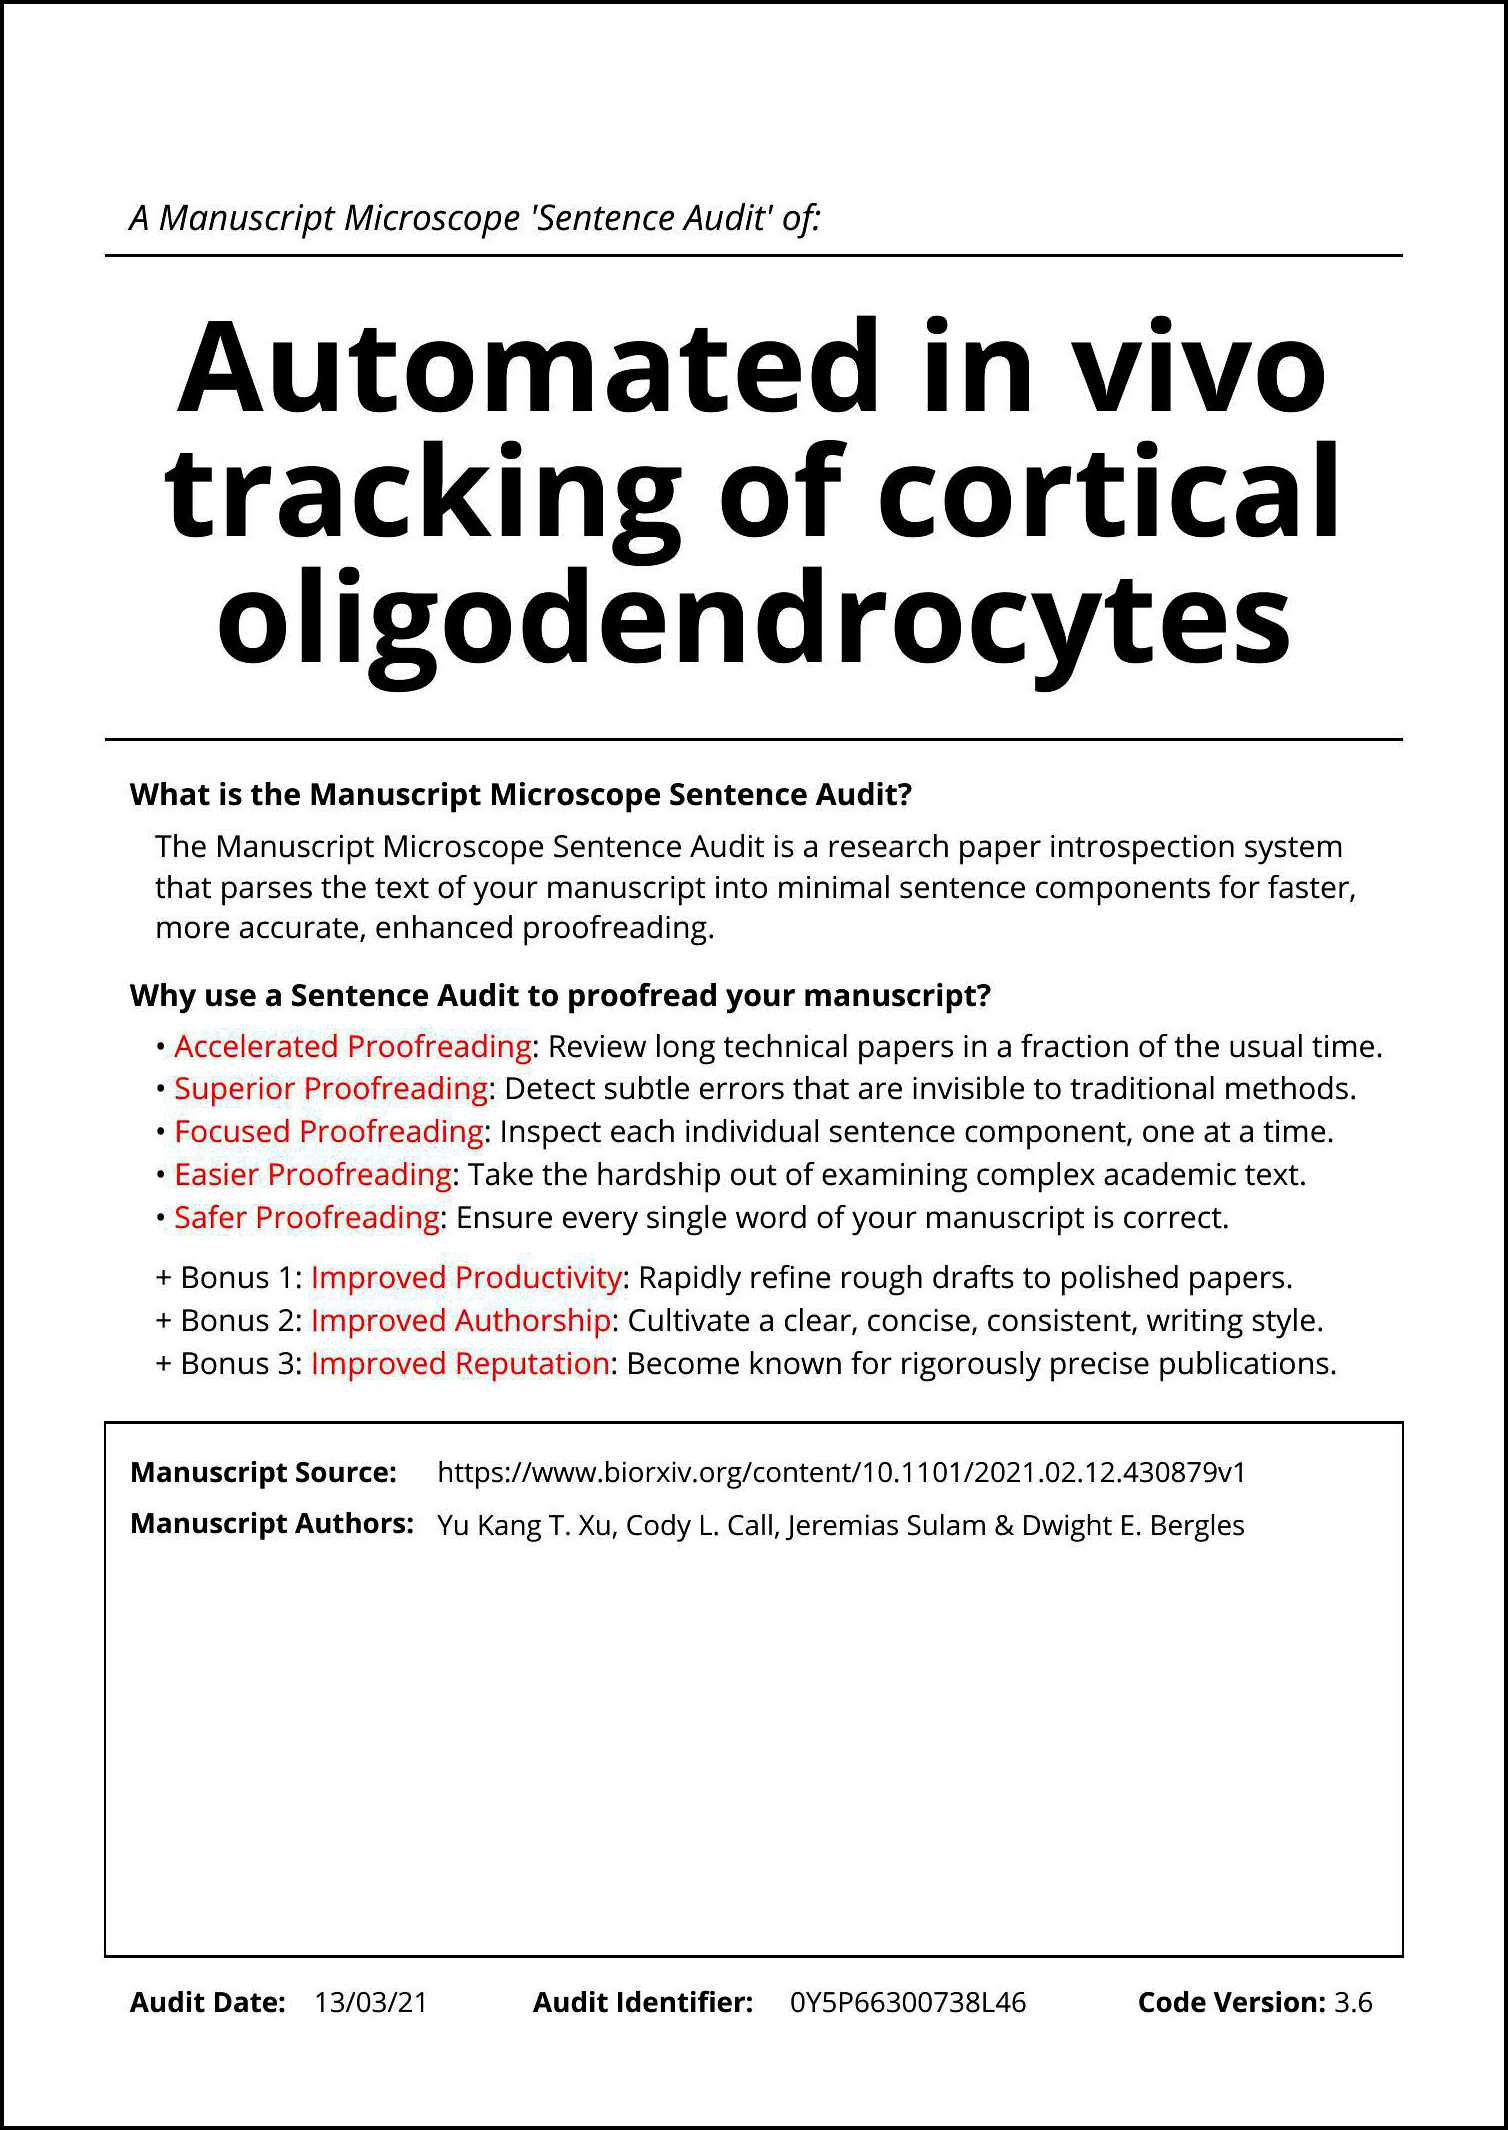 A Manuscript Microscope 'Sentence Audit' of:
Automated in vivo
tracking of cortical
oligodendrocytes
What is the Manuscript Microscope Sentence Audit?
The Manuscript Microscope Sentence Audit is a research paper introspection system
that parses the text of your manuscript into minimal sentence components for faster,
more accurate, enhanced proofreading.
Why use a Sentence Audit to proofread your manuscript?
• Accelerated Proofreading: Review long technical papers in a fraction of the usual time.
• Superior Proofreading: Detect subtle errors that are invisible to traditional methods.
• Focused Proofreading: Inspect each individual sentence component, one at a time.
• Easier Proofreading: Take the hardship out of examining complex academic text.
• Safer Proofreading: Ensure every single word of your manuscript is correct.
+ Bonus 1: Improved Productivity: Rapidly refine rough drafts to polished papers.
+ Bonus 2: Improved Authorship: Cultivate a clear, concise, consistent, writing style.
+ Bonus 3: Improved Reputation: Become known for rigorously precise publications.
Manuscript Source: https://www.biorxiv.org/content/10.1101/2021.02.12.430879v1
Manuscript Authors: Yu Kang T. Xu, Cody L. Call, Jeremias Sulam & Dwight E. Bergles
Audit Date: 13/03/21 Audit Identifier: 0Y5P66300738L46 Code Version: 3.6